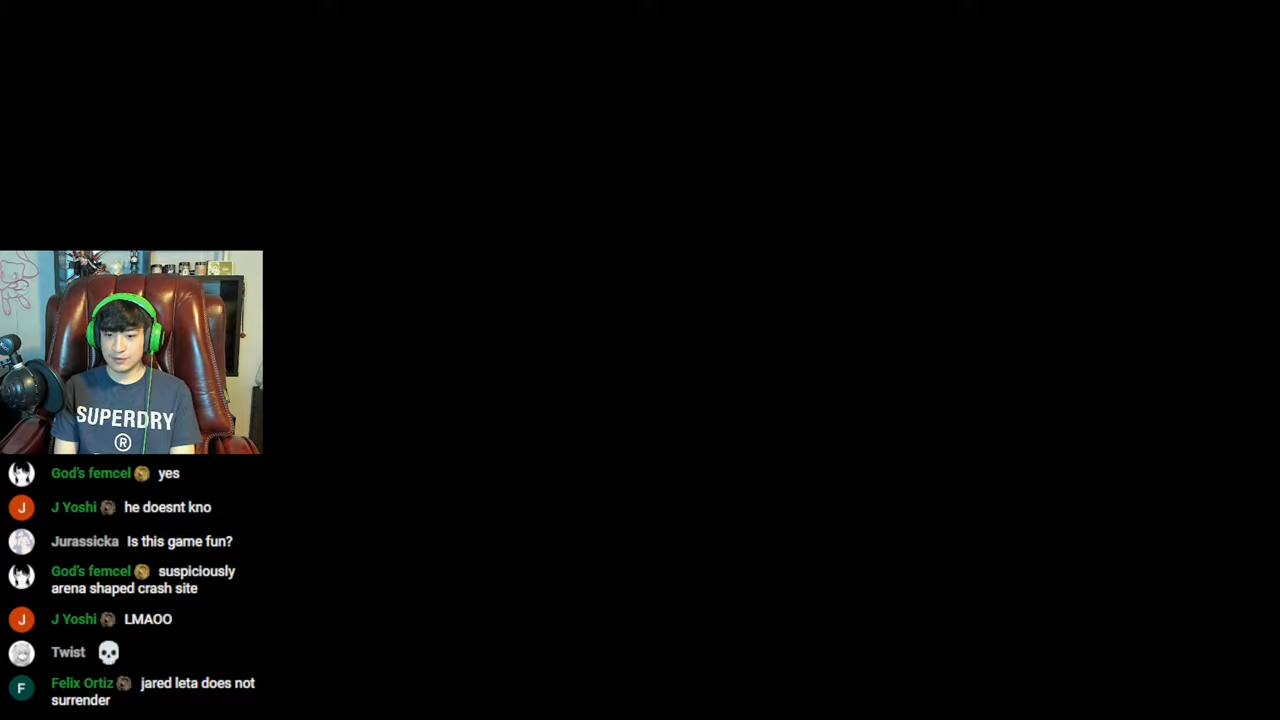 SUPERDRY
®
God's femcel yes
J
J Yoshi he doesnt kno
Jurassicka Is this game fun?
God's femcel suspiciously
arena shaped crash site
J
J Yoshi LMAOO
Twist 💀
F
Felix Ortiz jared leta does not
surrender